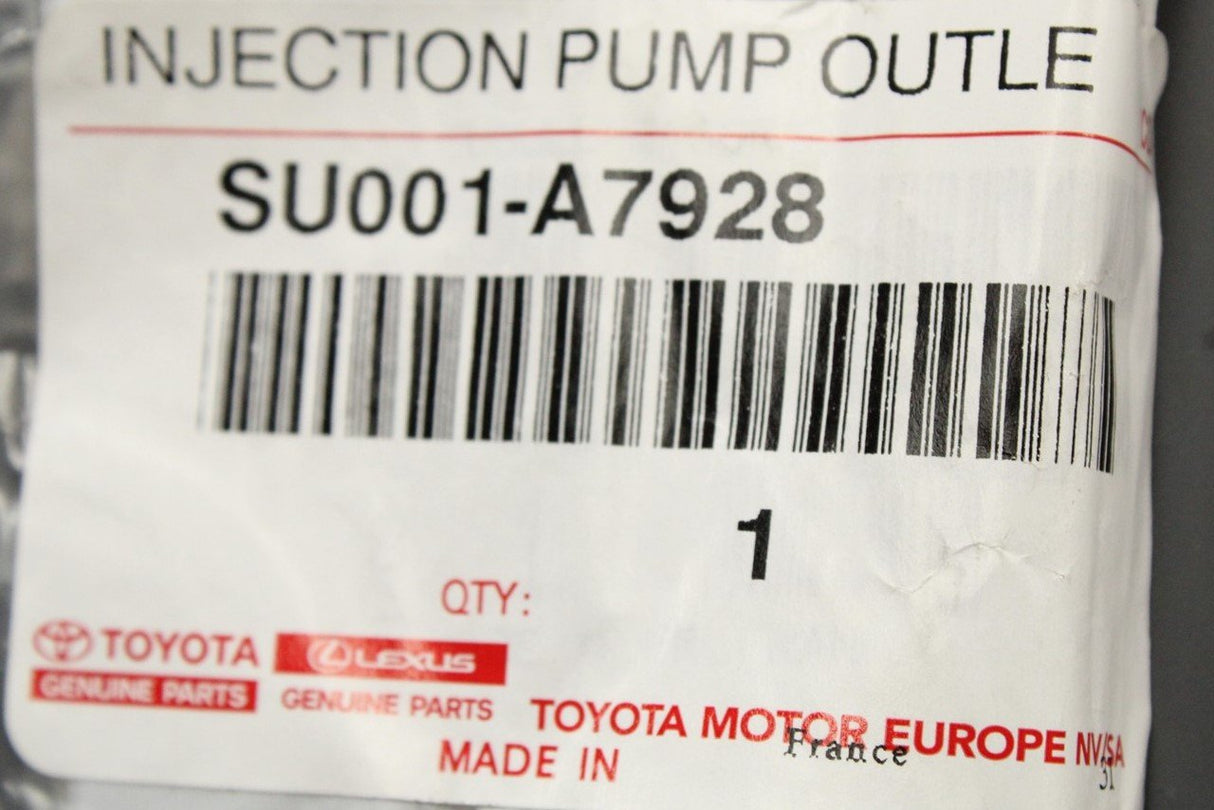 INJECTION PUMP OUTLE
SU001-A7928
1
QTY:
TOYOTA
GENUINE PARTS
LEXUS
GENUINE PARTS
TOYOTA MOTOR EUROPE NV/SA
France
MADE IN
31